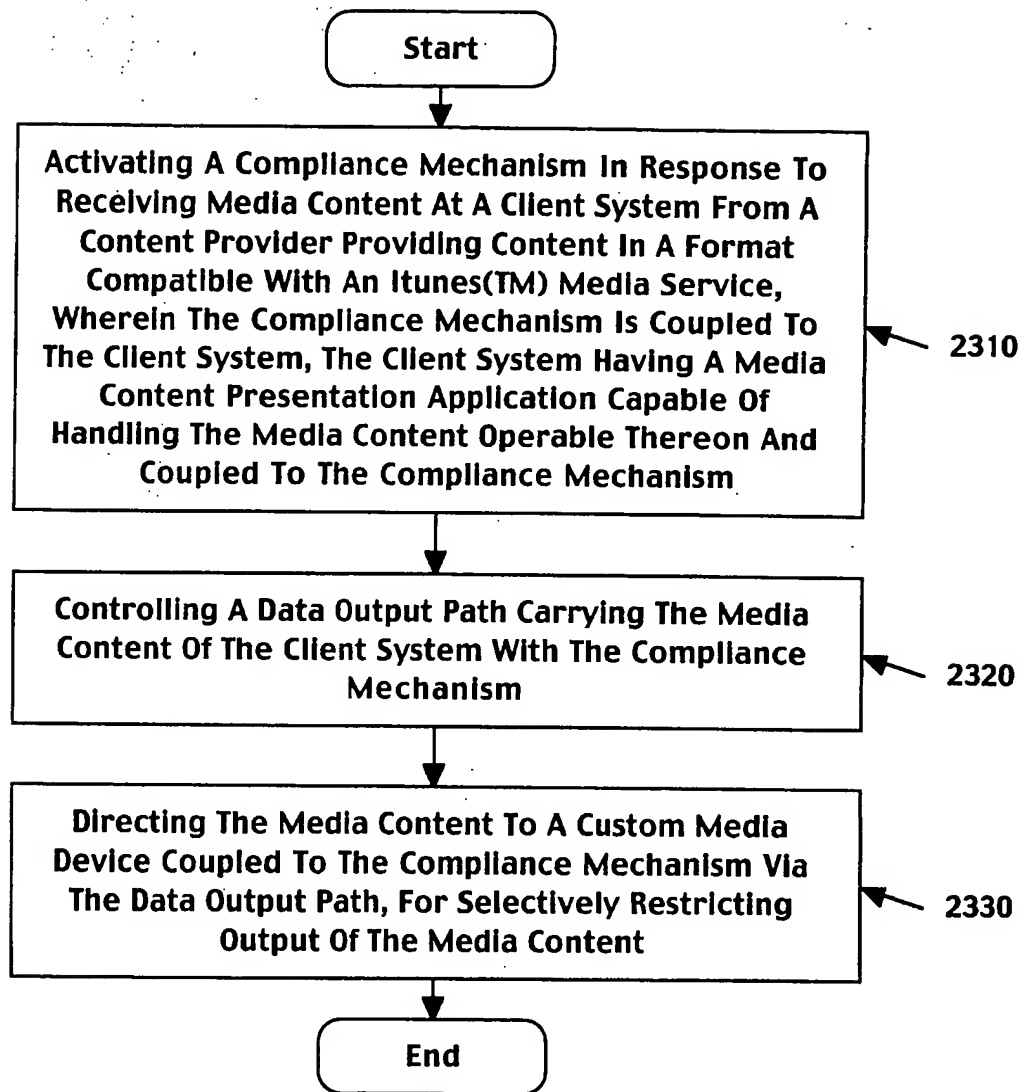 Start
Activating A Compliance Mechanism In Response To
Receiving Media Content At A Client System From A
Content Provider Providing Content In A Format
Compatible With An Itunes(TM) Media Service,
Wherein The Compliance Mechanism Is Coupled To
The Client System, The Client System Having A Media
Content Presentation Application Capable Of
Handling The Media Content Operable Thereon And
Coupled To The Compliance Mechanism
2310
Controlling A Data Output Path Carrying The Media
Content Of The Client System With The Compliance
Mechanism
2320
Directing The Media Content To A Custom Media
Device Coupled To The Compliance Mechanism Via
The Data Output Path, For Selectively Restricting
Output Of The Media Content
2330
End